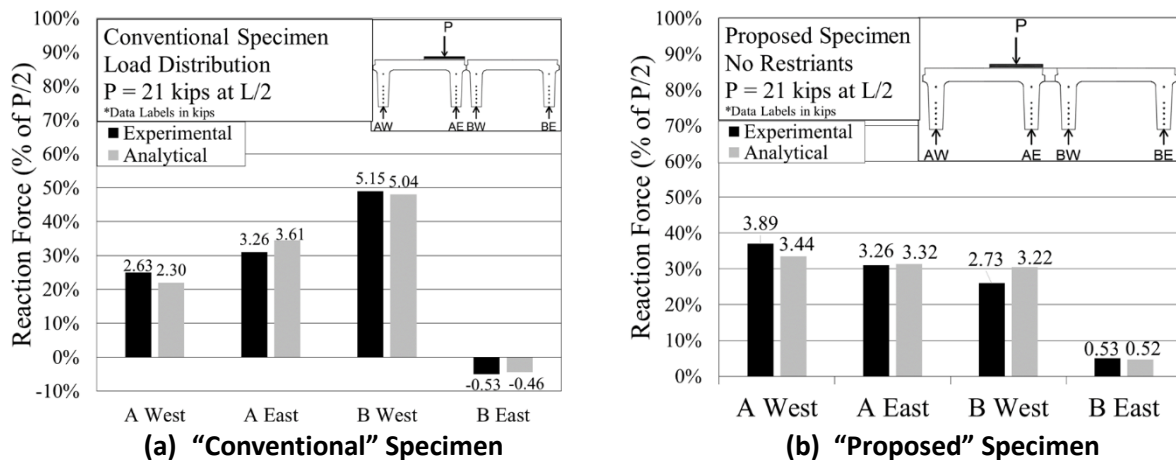 Conventional Specimen
Load Distribution
P = 21 kips at L/2
*Data Labels in kips
P
AW AE BW BE
Experimental
Analytical
Reaction Force (% of P/2)
100%
90%
80%
70%
60%
50%
40%
30%
20%
10%
0%
-10%
2.63 2.30
3.26 3.61
5.15 5.04
-0.53 -0.46
A West A East B West B East
(a) “Conventional” Specimen
Proposed Specimen
No Restriants
P = 21 kips at L/2
*Data Labels in kips
P
AW AE BW BE
Experimental
Analytical
Reaction Force (% of P/2)
100%
90%
80%
70%
60%
50%
40%
30%
20%
10%
0%
3.89 3.44
3.26 3.32
2.73 3.22
0.53 0.52
A West A East B West B East
(b) “Proposed” Specimen